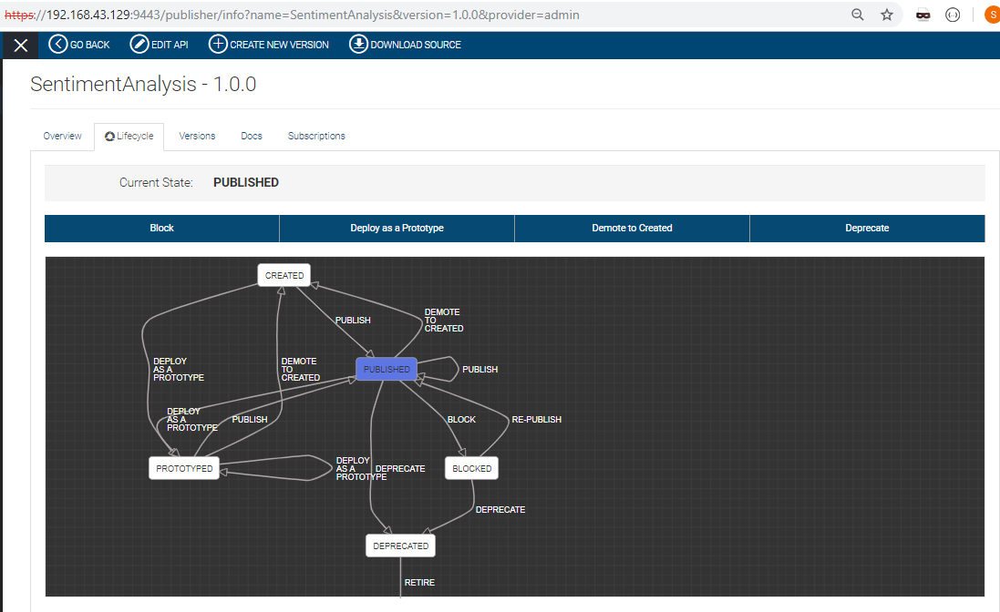 https://192.168.43.129:9443/publisher/info?name=SentimentAnalysis&version=1.0.0&provider=admin
S
GO BACK EDIT API CREATE NEW VERSION DOWNLOAD SOURCE
SentimentAnalysis - 1.0.0
Overview Lifecycle Versions Docs Subscriptions
Current State: PUBLISHED
Block Deploy as a Prototype Demote to Created Deprecate
CREATED
PUBLISH
DEMOTE
TO
CREATED
DEPLOY
AS A
PROTOTYPE
DEMOTE
TO
CREATED
PUBLISHED
PUBLISH
DEPLOY
AS A
PROTOTYPE
PUBLISH
BLOCK
RE-PUBLISH
PROTOTYPED
DEPLOY
AS A
PROTOTYPE
DEPRECATE
BLOCKED
DEPRECATE
DEPRECATED
RETIRE